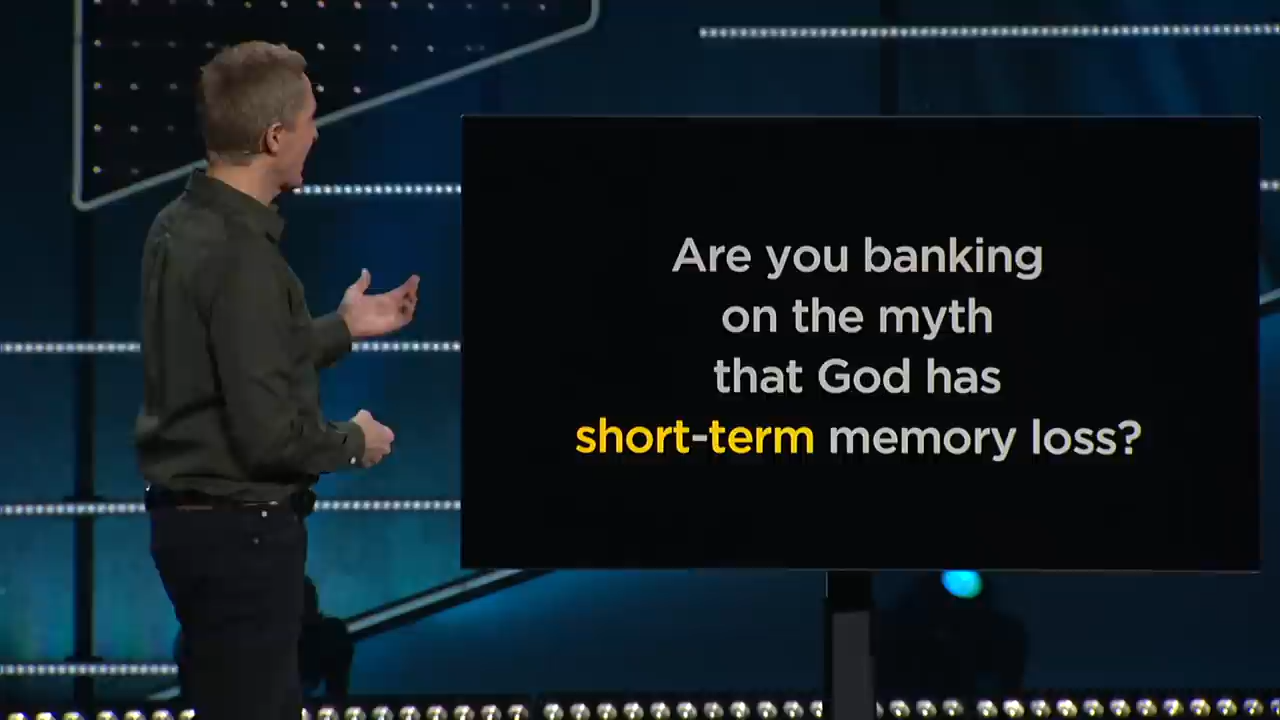 Are you banking
on the myth
that God has
short-term memory loss?